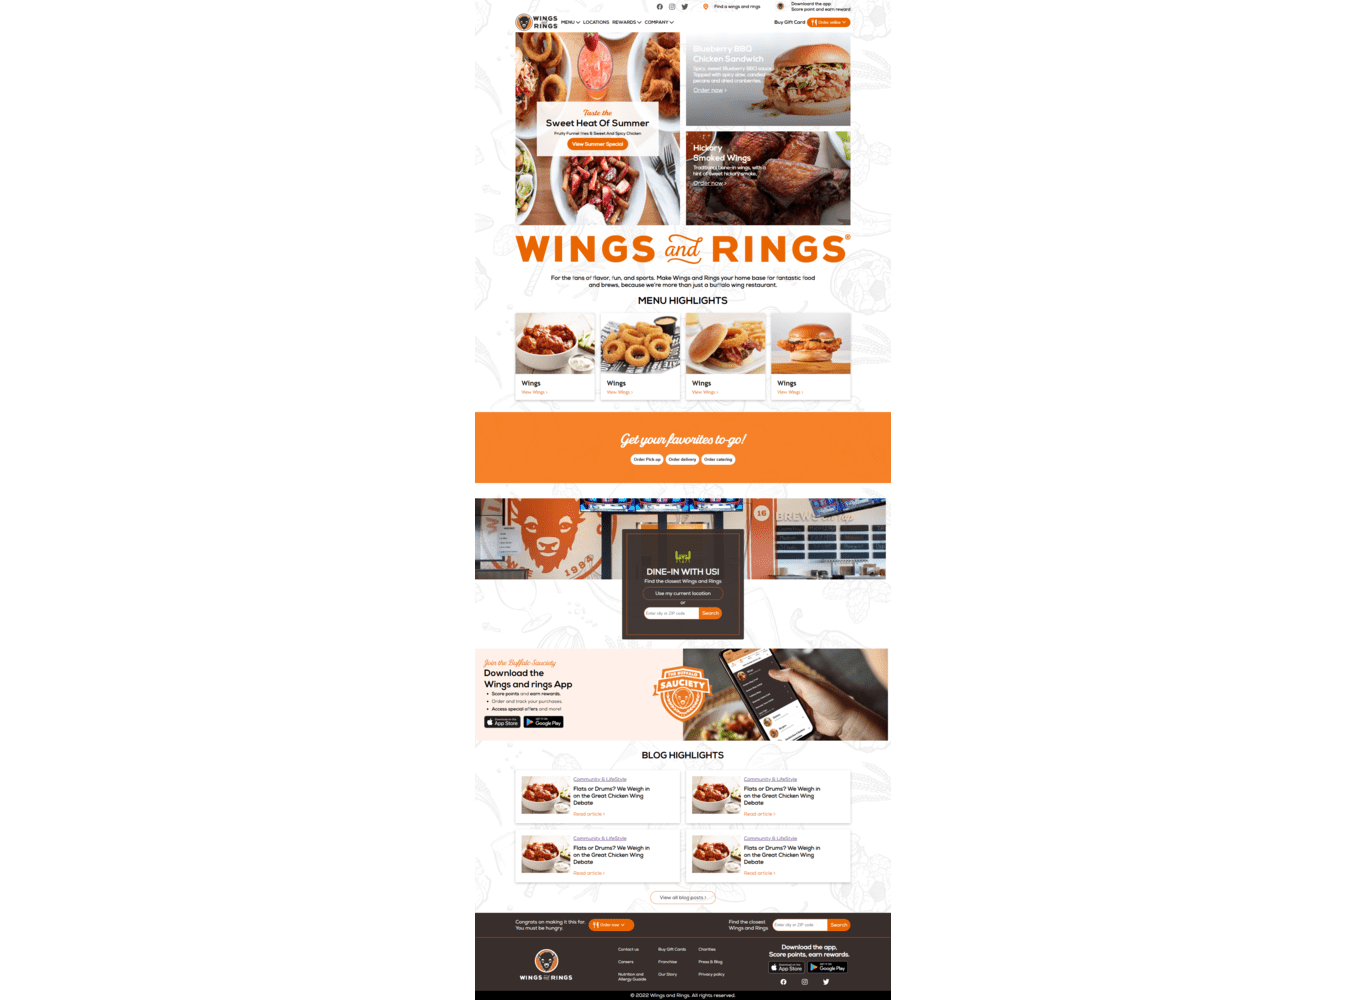 Find a wings and rings
Download the app
Score point and earn reward
WINGS
and
RINGS
MENU
LOCATIONS
REWARDS
COMPANY
Buy Gift Card
Order online
Taste the
Sweet Heat Of Summer
Fruity Funnel fries & Sweet And Spicy Chicken
View Summer Special
Blueberry BBQ
Chicken Sandwich
Spicy, sweet Blueberry BBQ sauce
Topped with spicy slaw, candied
pecans and dried cranberries.
Order now >
Hickory
Smoked Wings
Traditional bone-in wings, with a
hint of sweet hickory smoke.
Order now >
WINGS and RINGS®
For the fans of flavor, fun, and sports. Make Wings and Rings your home base for fantastic food
and brews, because we're more than just a buffalo wing restaurant.
MENU HIGHLIGHTS
Wings
View Wings >
Wings
View Wings >
Wings
View Wings >
Wings
View Wings >
Get your favorites to-go!
Order Pick up
Order delivery
Order catering
1984
16
BREWS on tap
DINE-IN WITH US!
Find the closest Wings and Rings
Use my current location
or
Enter city or ZIP code
Search
Join the Buffalo Sauciety
Download the
Wings and rings App
• Score points and earn rewards.
• Order and track your purchases.
• Access special offers and more!
Download on the
App Store
GET IT ON
Google Play
THE BUFFALO
SAUCIETY
BLOG HIGHLIGHTS
Community & LifeStyle
Flats or Drums? We Weigh in
on the Great Chicken Wing
Debate
Read article >
Community & LifeStyle
Flats or Drums? We Weigh in
on the Great Chicken Wing
Debate
Read article >
Community & LifeStyle
Flats or Drums? We Weigh in
on the Great Chicken Wing
Debate
Read article >
Community & LifeStyle
Flats or Drums? We Weigh in
on the Great Chicken Wing
Debate
Read article >
View all blog posts >
Congrats on making it this far.
You must be hungry.
Order now
Find the closest
Wings and Rings
Enter city or ZIP code
Search
WINGS and RINGS
Contact us
Buy Gift Cards
Charities
Careers
Franchise
Press & Blog
Nutrition and
Allergy Guade
Our Story
Privacy policy
Download the app,
Score points, earn rewards.
Download on the
App Store
GET IT ON
Google Play
© 2022 Wings and Rings. All rights reserved.